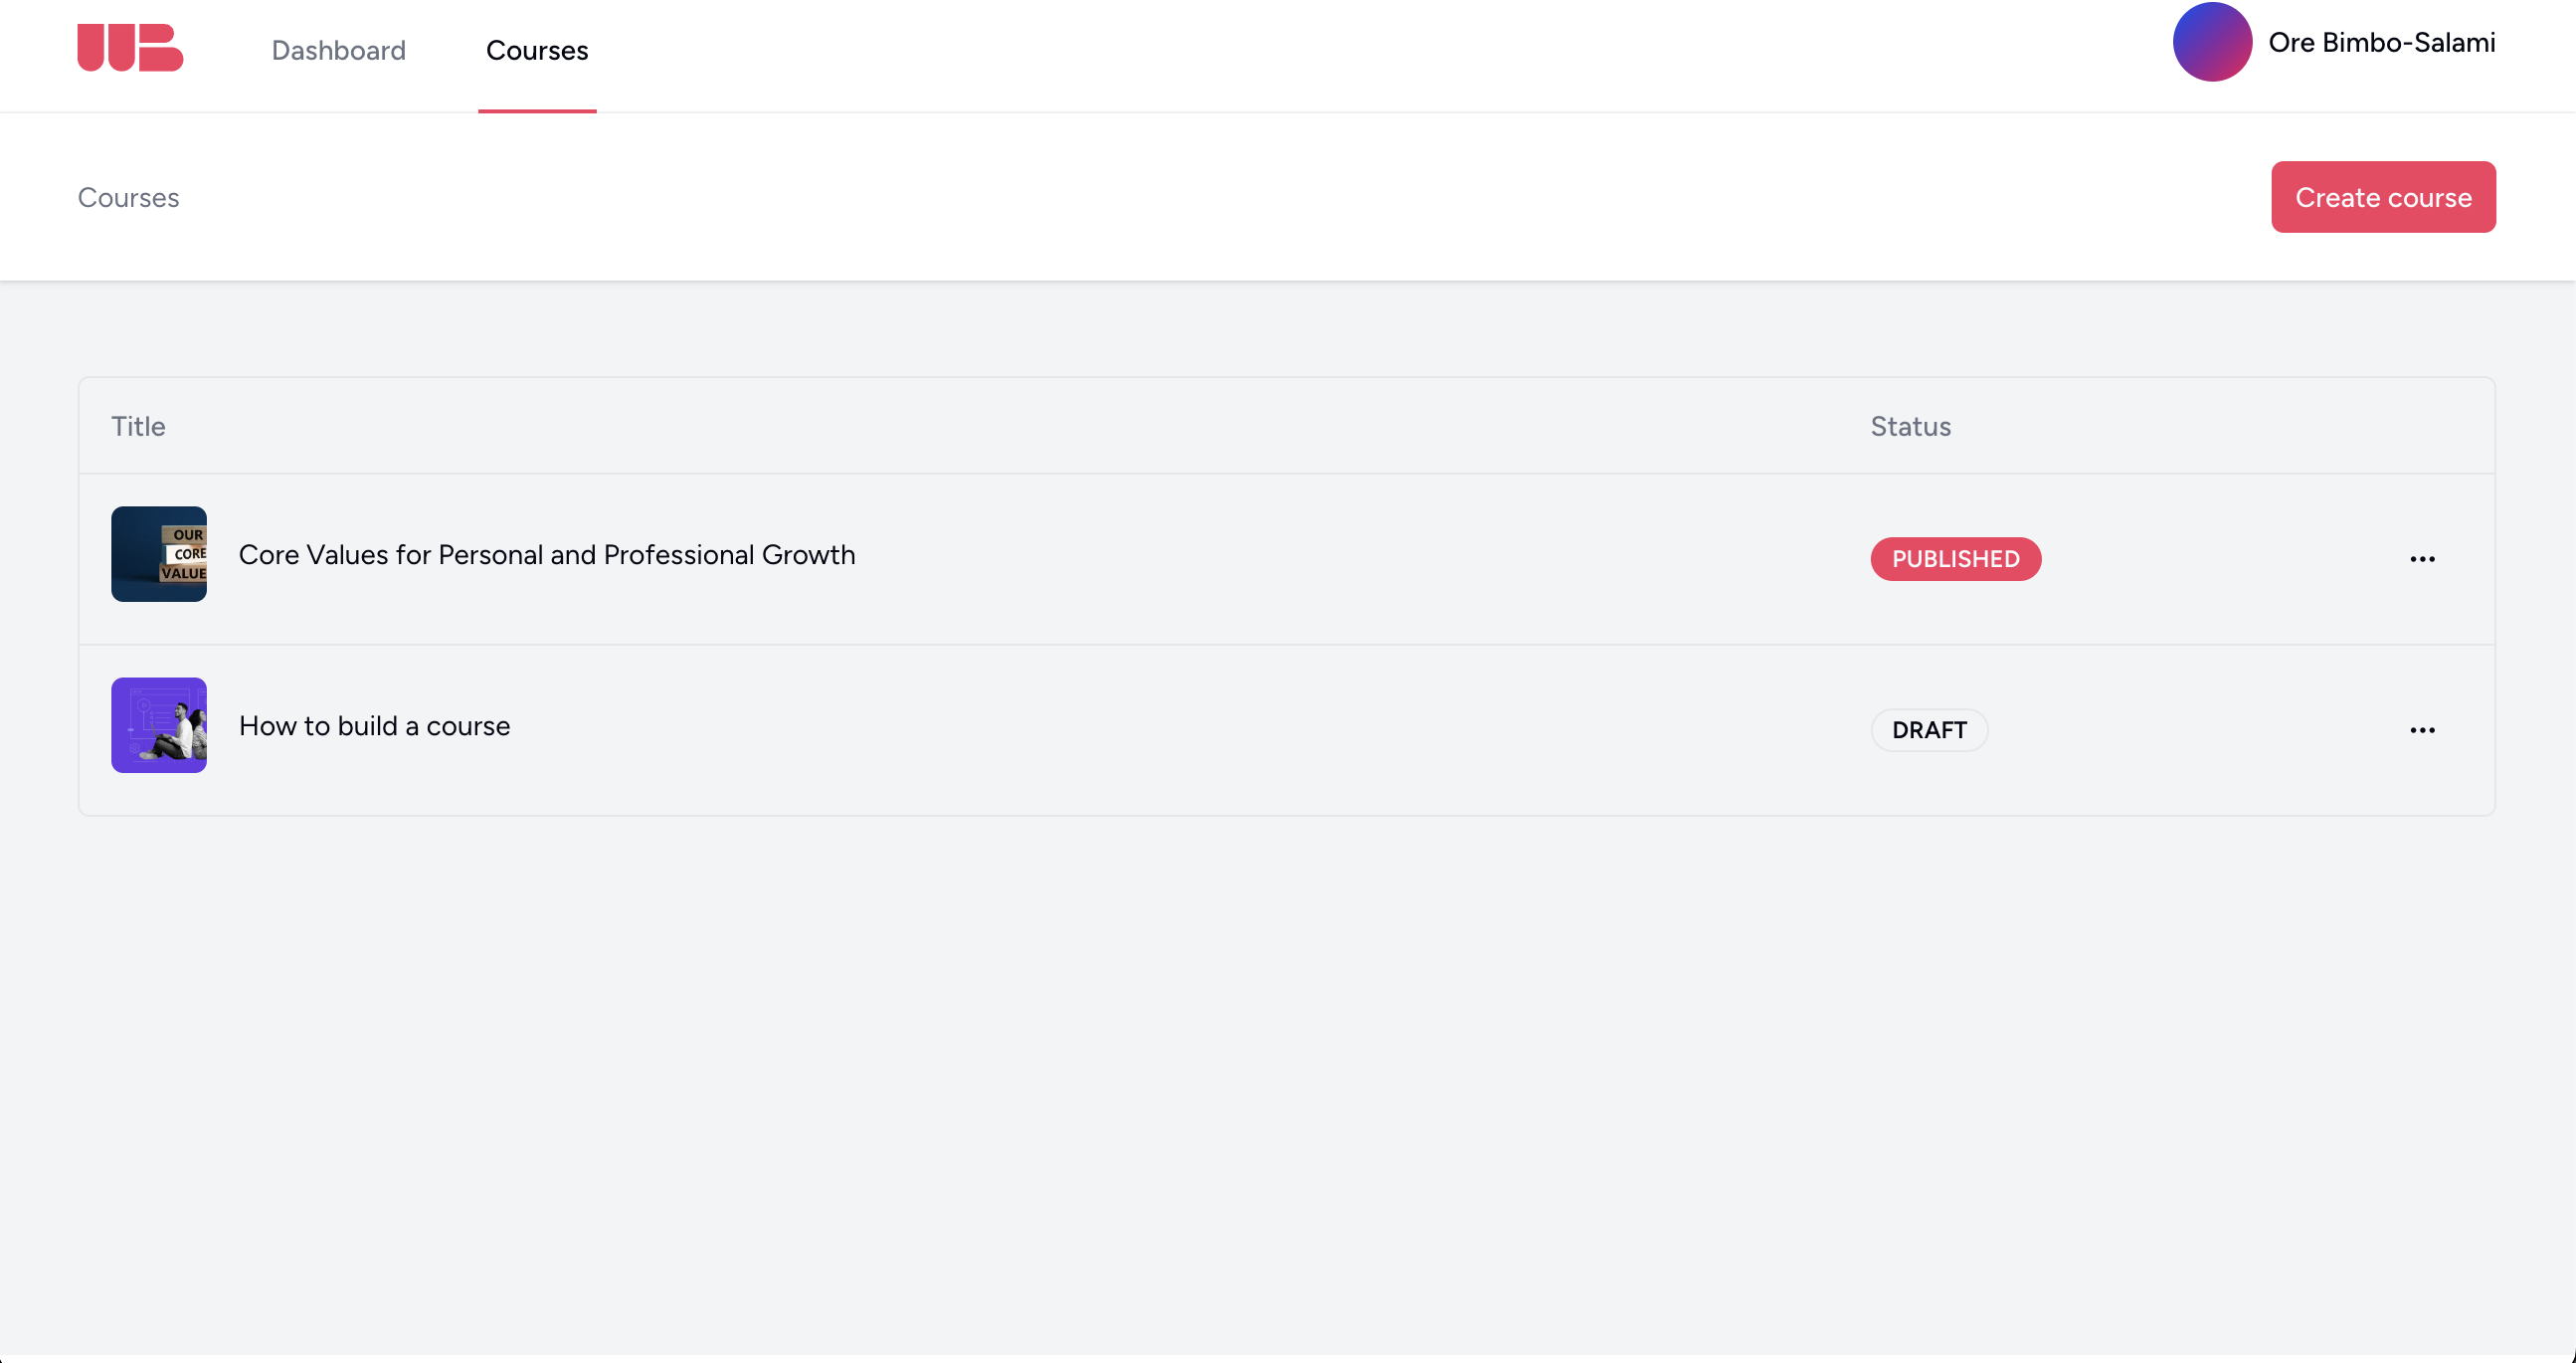 Dashboard
Courses
Ore Bimbo-Salami
Courses
Create course
Title
Status
OUR
CORE
VALUE
Core Values for Personal and Professional Growth
PUBLISHED
How to build a course
DRAFT